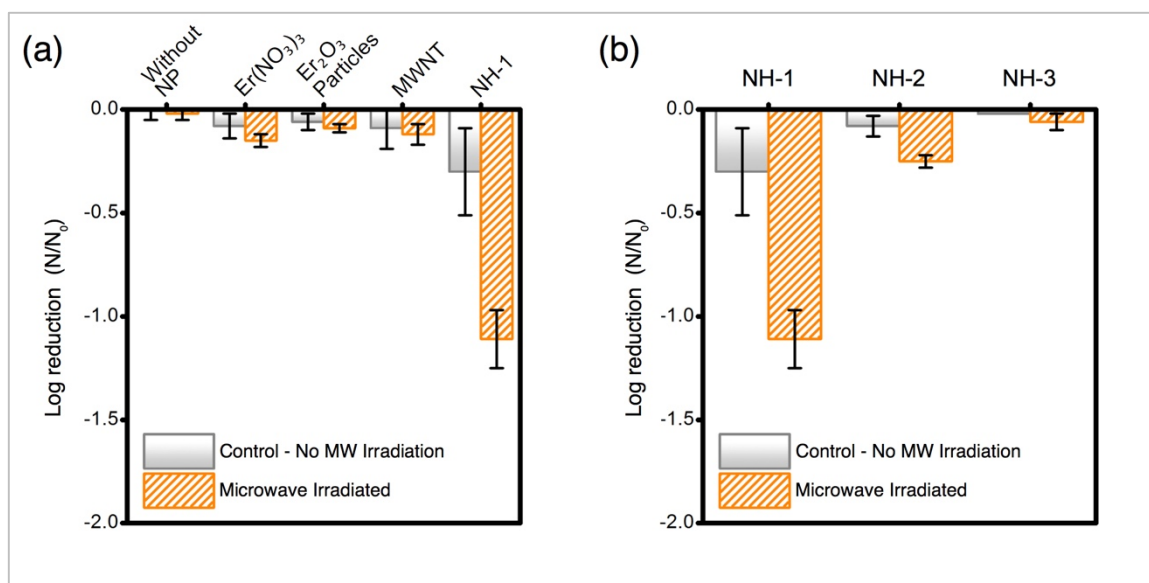 (a)
Without
NP
Er(NO₃)₃
Er₂O₃
Particles
MWNT
NH-1
0.0
-0.5
-1.0
-1.5
-2.0
Log reduction (N/N₀)
Control - No MW Irradiation
Microwave Irradiated
(b)
NH-1
NH-2
NH-3
0.0
-0.5
-1.0
-1.5
-2.0
Log reduction (N/N₀)
Control - No MW Irradiation
Microwave Irradiated